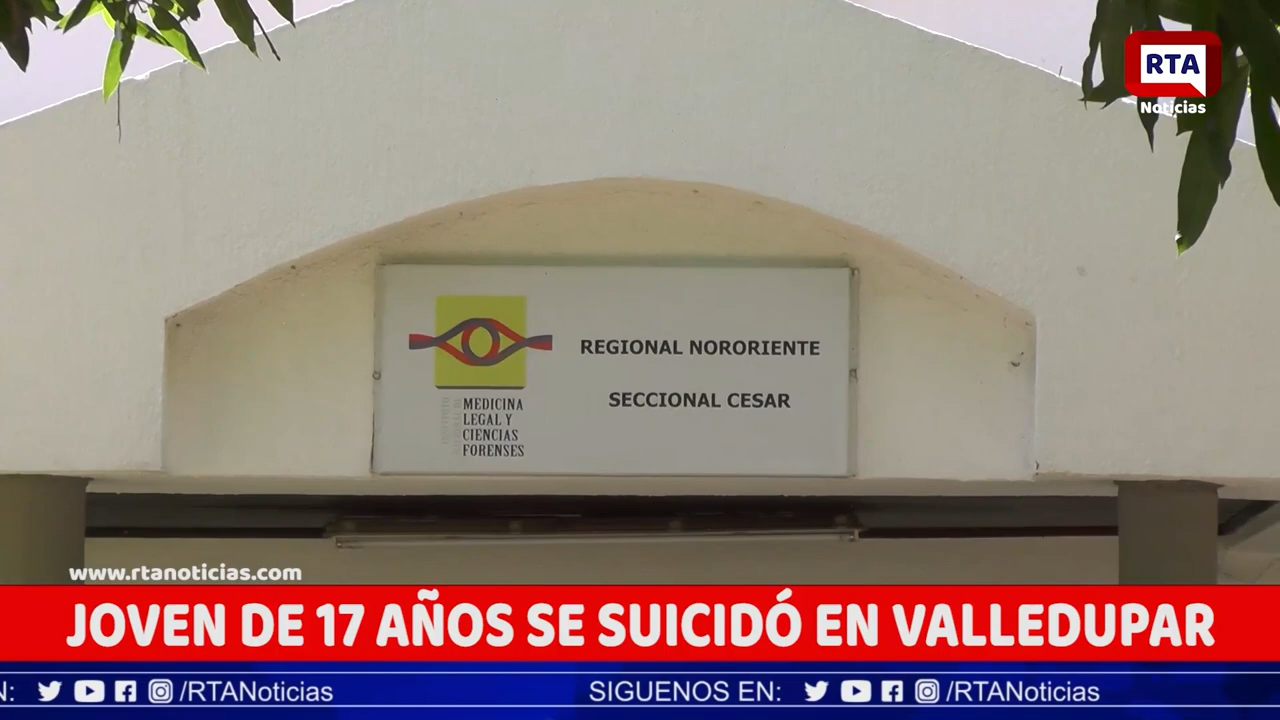 RTA
Noticias
REGIONAL NORORIENTE
SECCIONAL CESAR
MEDICINA
LEGAL Y
CIENCIAS
FORENSES
www.rtanoticias.com
JOVEN DE 17 AÑOS SE SUICIDÓ EN VALLEDUPAR
N: /RTANoticias SIGUENOS EN: /RTANoticias